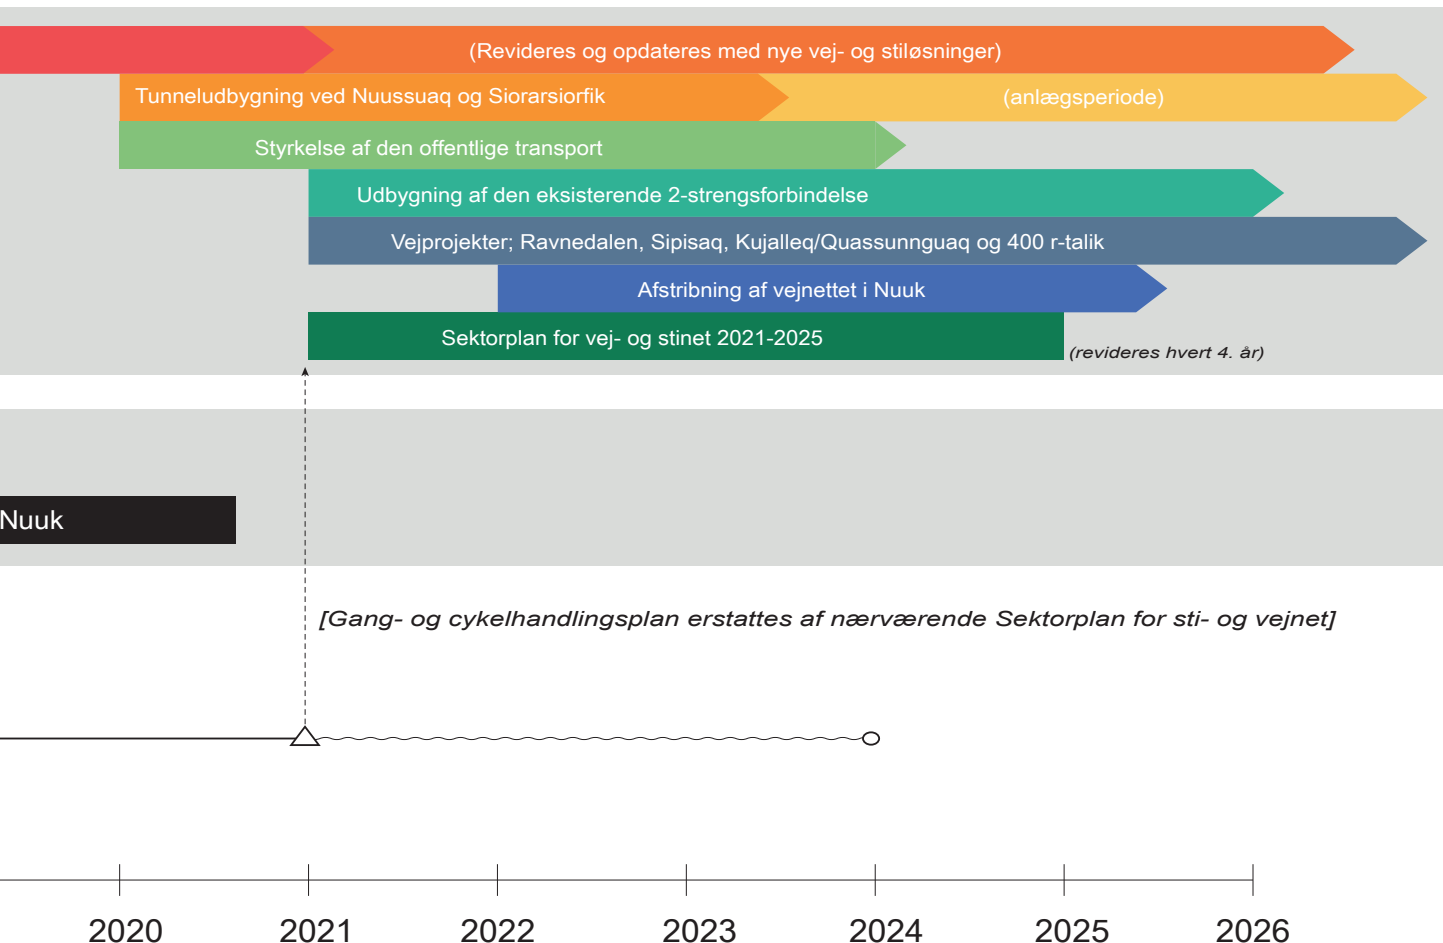 (Revideres og opdateres med nye vej- og stiløsninger)
Tunneludbygning ved Nuussuaq og Siorarsiorfik
(anlægsperiode)
Styrkelse af den offentlige transport
Udbygning af den eksisterende 2-strengsforbindelse
Vejprojekter; Ravnedalen, Sipisaq, Kujalleq/Quassunnguaq og 400 r-talik
Afstribning af vejnettet i Nuuk
Sektorplan for vej- og stinet 2021-2025
(revideres hvert 4. år)
Nuuk
[Gang- og cykelhandlingsplan erstattes af nærværende Sektorplan for sti- og vejnet]
2020 2021 2022 2023 2024 2025 2026